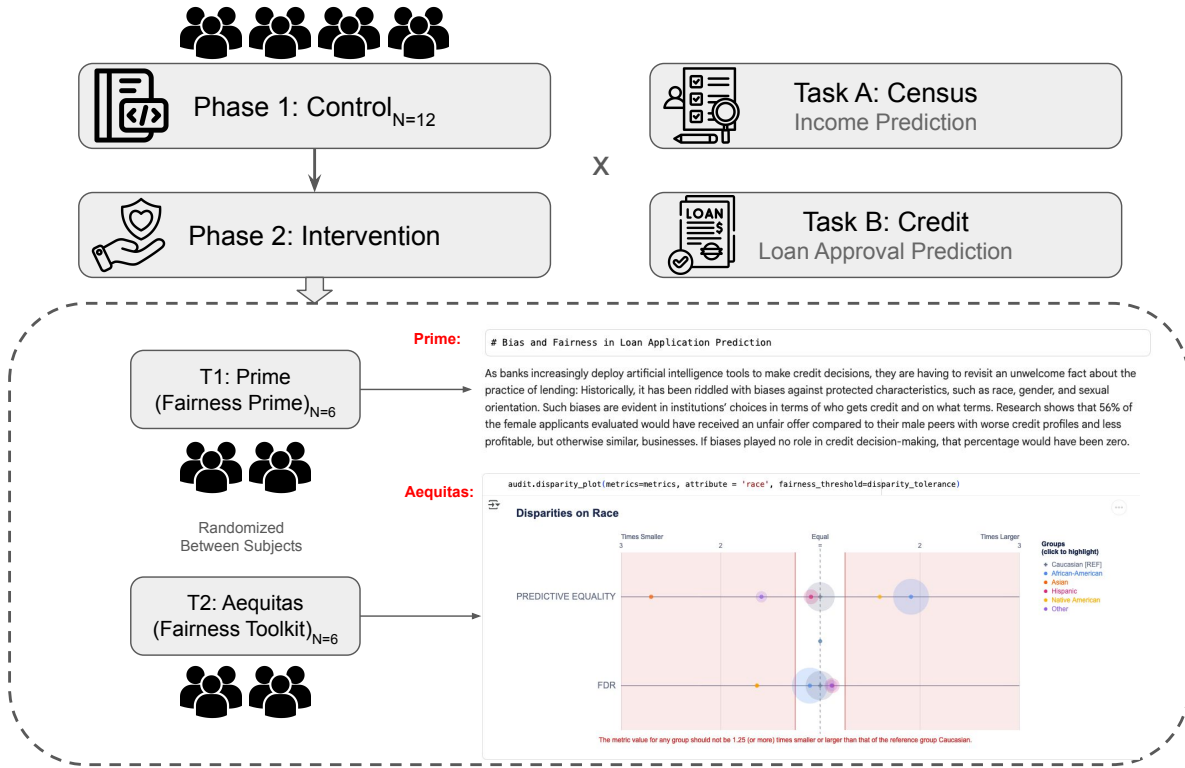 Phase 1: Control N=12
Task A: Census
Income Prediction
X
Phase 2: Intervention
LOAN
$
Task B: Credit
Loan Approval Prediction
Prime:
# Bias and Fairness in Loan Application Prediction
T1: Prime
(Fairness Prime) N=6
As banks increasingly deploy artificial intelligence tools to make credit decisions, they are having to revisit an unwelcome fact about the
practice of lending: Historically, it has been riddled with biases against protected characteristics, such as race, gender, and sexual
orientation. Such biases are evident in institutions' choices in terms of who gets credit and on what terms. Research shows that 56% of
the female applicants evaluated would have received an unfair offer compared to their male peers with worse credit profiles and less
profitable, but otherwise similar, businesses. If biases played no role in credit decision-making, that percentage would have been zero.
Randomized
Between Subjects
T2: Aequitas
(Fairness Toolkit) N=6
Aequitas:
audit.disparity_plot(metrics=metrics, attribute = 'race', fairness_threshold=disparity_tolerance)
Disparities on Race
Times Smaller Equal Times Larger
3 2 = 2 3
Groups
(click to highlight)
Caucasian [REF]
African-American
Asian
Hispanic
Native American
Other
PREDICTIVE EQUALITY
FDR
The metric value for any group should not be 1.25 (or more) times smaller or larger than that of the reference group Caucasian.